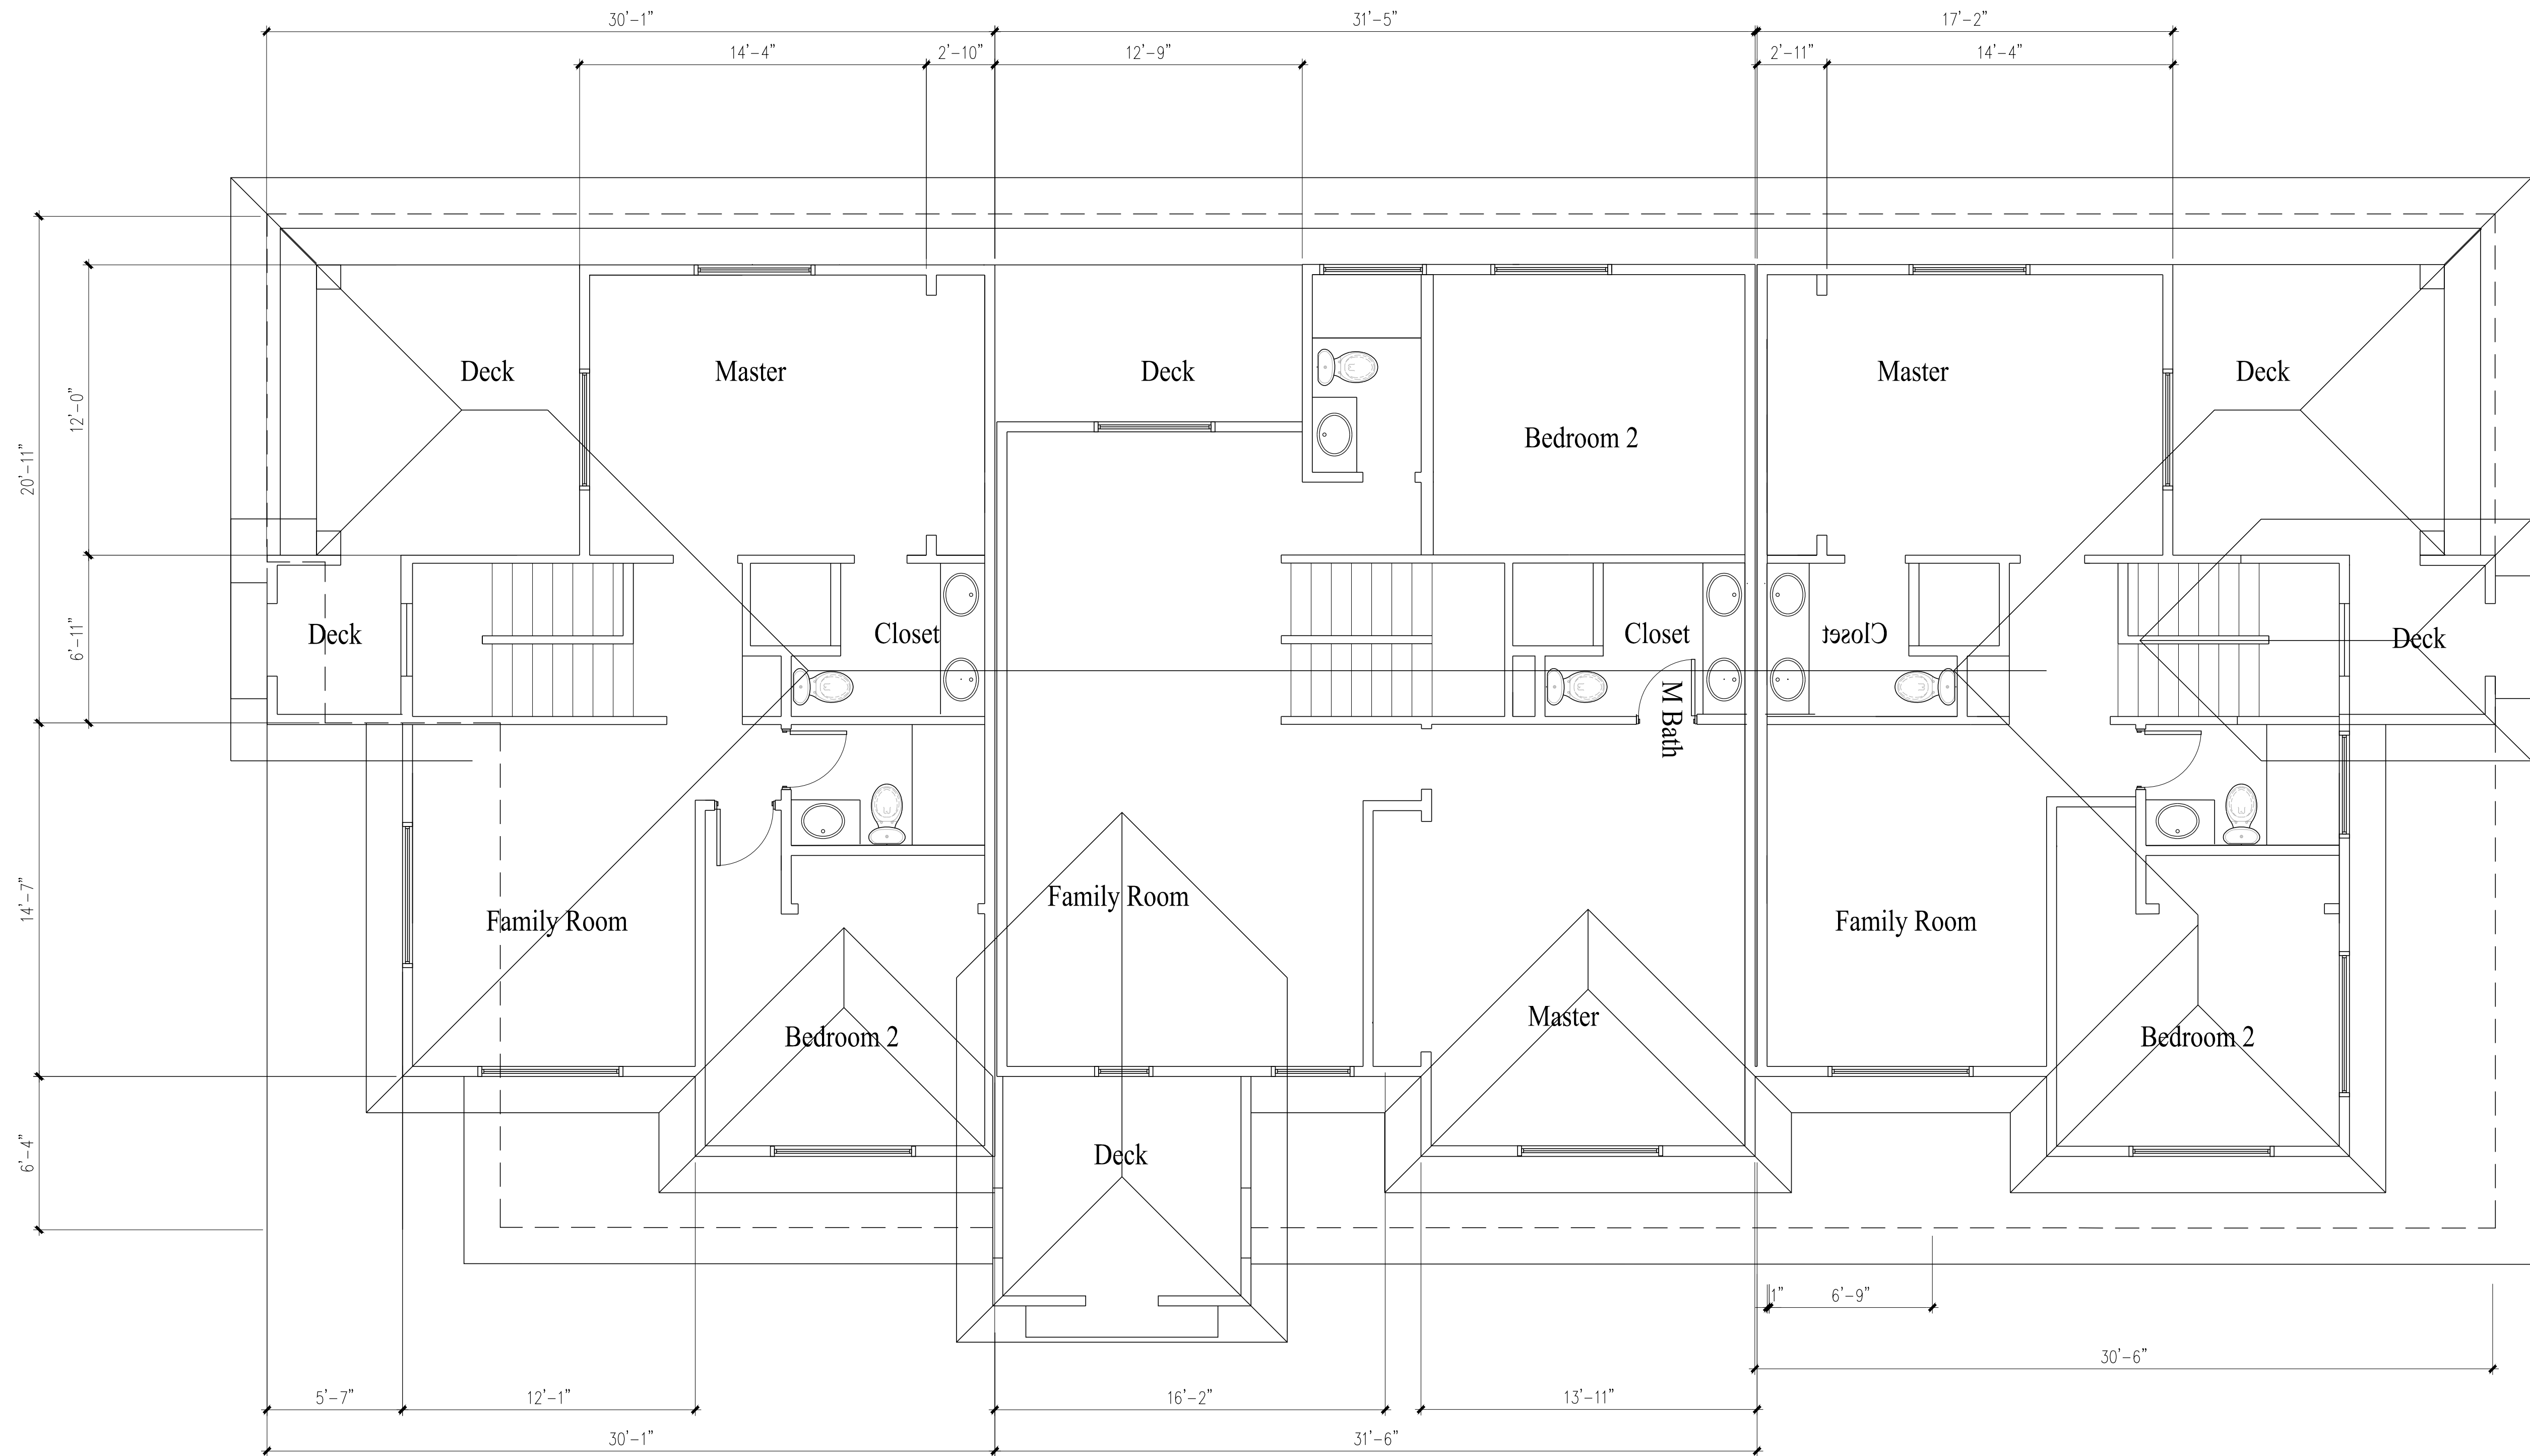 30'-1"
31'-5"
17'-2"
14'-4"
2'-10"
12'-9"
2'-11"
14'-4"
20'-11"
12'-0"
6'-11"
14'-7"
6'-4"
Deck
Master
Deck
Master
Deck
Bedroom 2
Deck
Closet
Closet
Closet
Deck
M Bath
Family Room
Family Room
Family Room
Bedroom 2
Master
Bedroom 2
Deck
1"
6'-9"
30'-6"
5'-7"
12'-1"
16'-2"
13'-11"
30'-1"
31'-6"